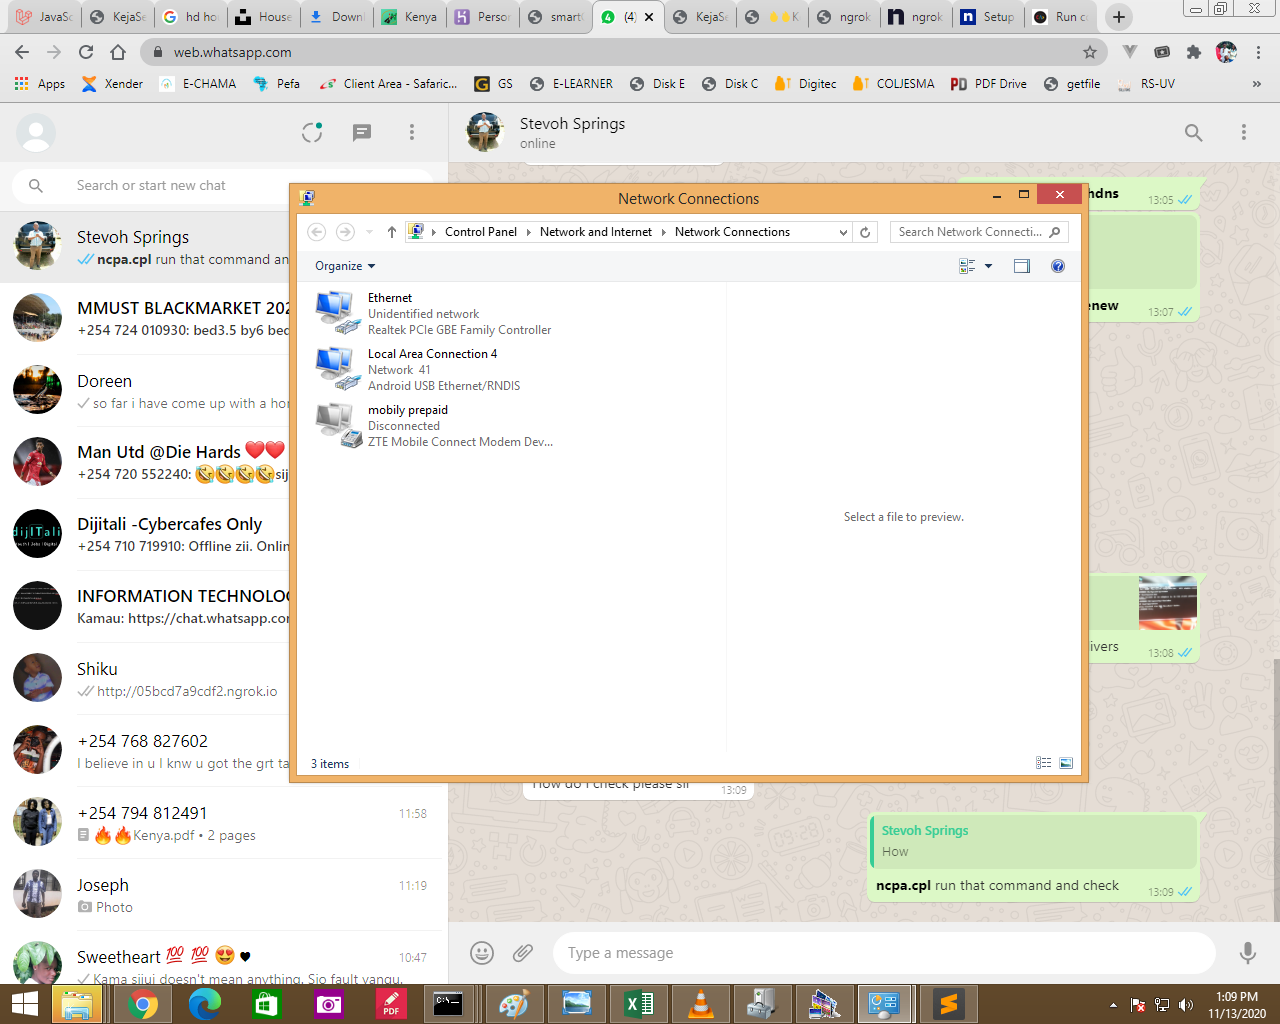 JavaSc
KejaSe
hd ho
House
Downl
Kenya
Person
smart
(4)
KejaSe
K
ngrok
ngrok
Setup
Run c
web.whatsapp.com
Apps
Xender
E-CHAMA
Pefa
Client Area - Safaric...
GS
E-LEARNER
Disk E
Disk C
Digitec
COLJESMA
PDF Drive
getfile
RS-UV
»
Stevoh Springs
online
Search or start new chat
Stevoh Springs
ncpa.cpl run that command an
MMUST BLACKMARKET 202
+254 724 010930: bed3.5 by6 bed
Doreen
so far i have come up with a hor
Man Utd @Die Hards ❤️❤️
+254 720 552240: 🤣🤣🤣🤣sij
Dijitali -Cybercafes Only
+254 710 719910: Offline zii. Onlin
INFORMATION TECHNOLOG
Kamau: https://chat.whatsapp.con
Shiku
http://05bcd7a9cdf2.ngrok.io
+254 768 827602
I believe in u I knw u got the grt ta
+254 794 812491
11:58
🔥🔥Kenya.pdf • 2 pages
Joseph
11:19
Photo
Sweetheart 💯 💯 😍 ♥
10:47
Kama sijui doesn't mean anything. Sio fault yangu.
Network Connections
Control Panel
Network and Internet
Network Connections
Search Network Connecti...
Organize
Ethernet
Unidentified network
Realtek PCIe GBE Family Controller
Local Area Connection 4
Network 41
Android USB Ethernet/RNDIS
mobily prepaid
Disconnected
ZTE Mobile Connect Modem Dev...
Select a file to preview.
3 items
hdns
13:05
enew
13:07
ivers
13:08
How do I check please sir
13:09
Stevoh Springs
How
ncpa.cpl run that command and check
13:09
Type a message
PDF
1:09 PM
11/13/2020